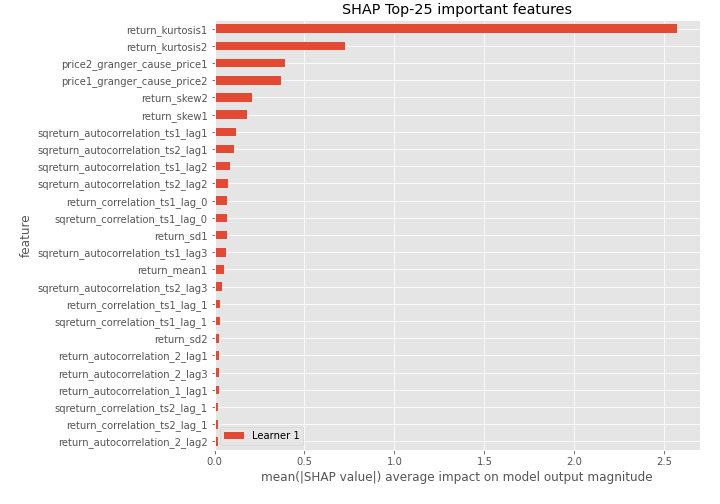 SHAP Top-25 important features
return_kurtosis1
return_kurtosis2
price2_granger_cause_price1
price1_granger_cause_price2
return_skew2
return_skew1
sqreturn_autocorrelation_ts1_lag1
sqreturn_autocorrelation_ts2_lag1
sqreturn_autocorrelation_ts1_lag2
sqreturn_autocorrelation_ts2_lag2
return_correlation_ts1_lag_0
sqreturn_correlation_ts1_lag_0
return_sd1
sqreturn_autocorrelation_ts1_lag3
return_mean1
sqreturn_autocorrelation_ts2_lag3
return_correlation_ts1_lag_1
sqreturn_correlation_ts1_lag_1
return_sd2
return_autocorrelation_2_lag1
return_autocorrelation_2_lag3
return_autocorrelation_1_lag1
sqreturn_correlation_ts2_lag_1
return_correlation_ts2_lag_1
return_autocorrelation_2_lag2
feature
Learner 1
0.0 0.5 1.0 1.5 2.0 2.5
mean(|SHAP value|) average impact on model output magnitude